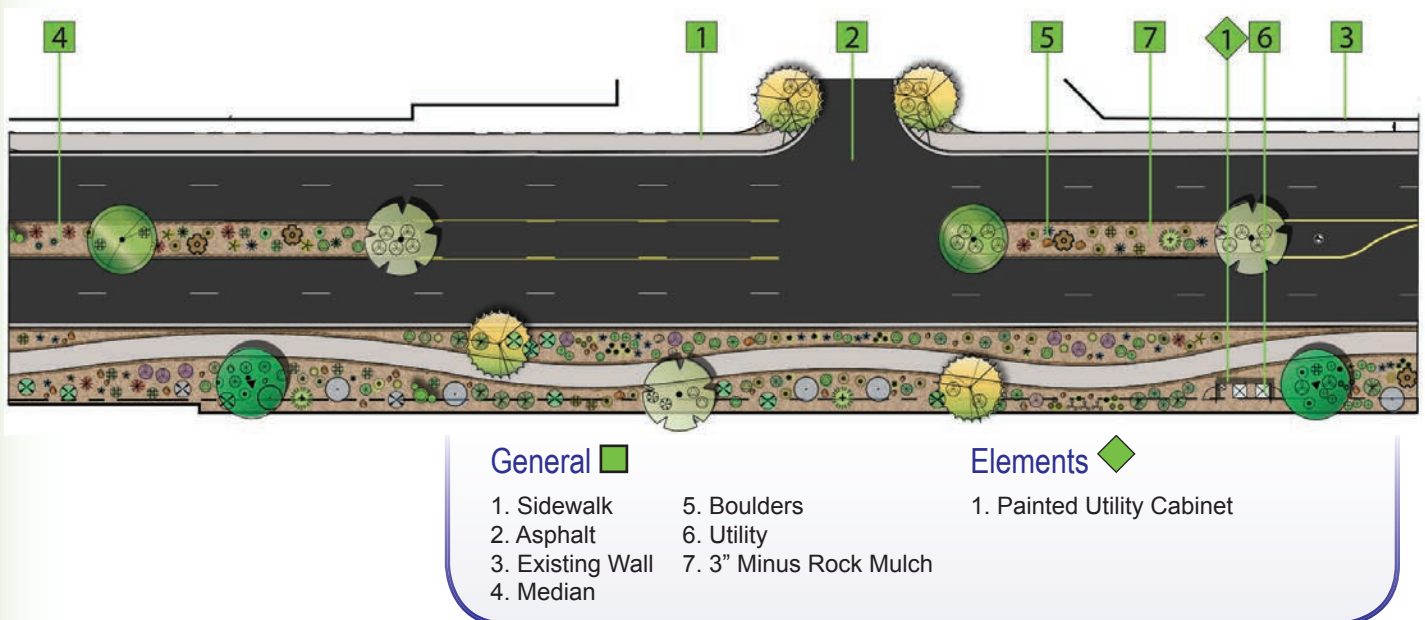 4 1 2 5 7 1 6 3
General
Elements
1. Sidewalk
2. Asphalt
3. Existing Wall
4. Median
5. Boulders
6. Utility
7. 3” Minus Rock Mulch
1. Painted Utility Cabinet